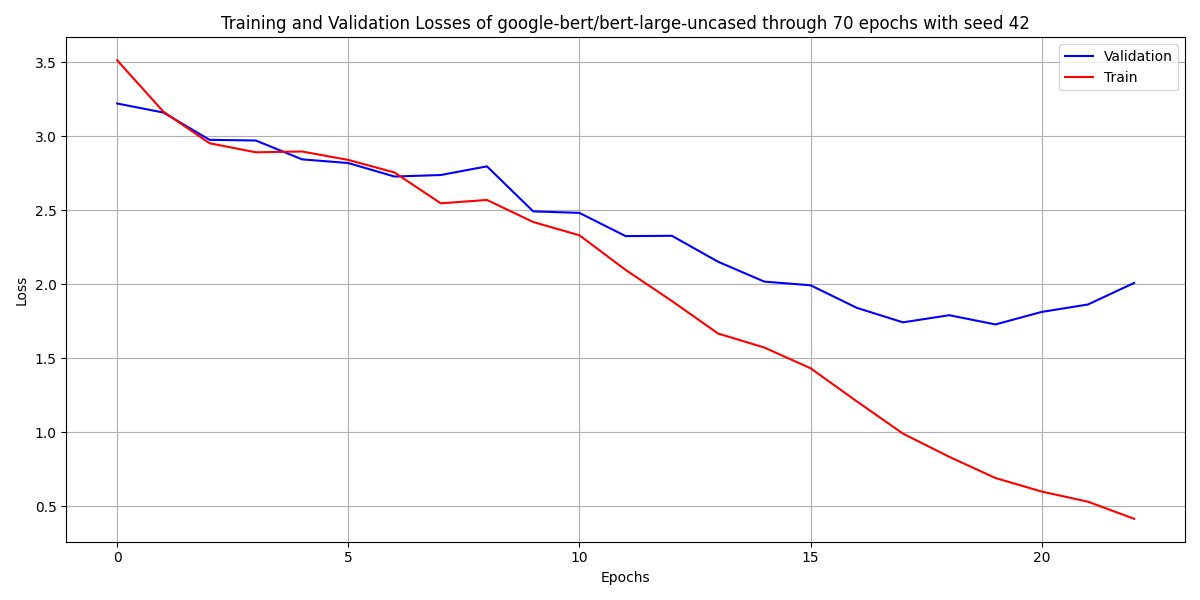 Training and Validation Losses of google-bert/bert-large-uncased through 70 epochs with seed 42
Validation
Train
3.5
3.0
2.5
2.0
1.5
1.0
0.5
Loss
0 5 10 15 20
Epochs